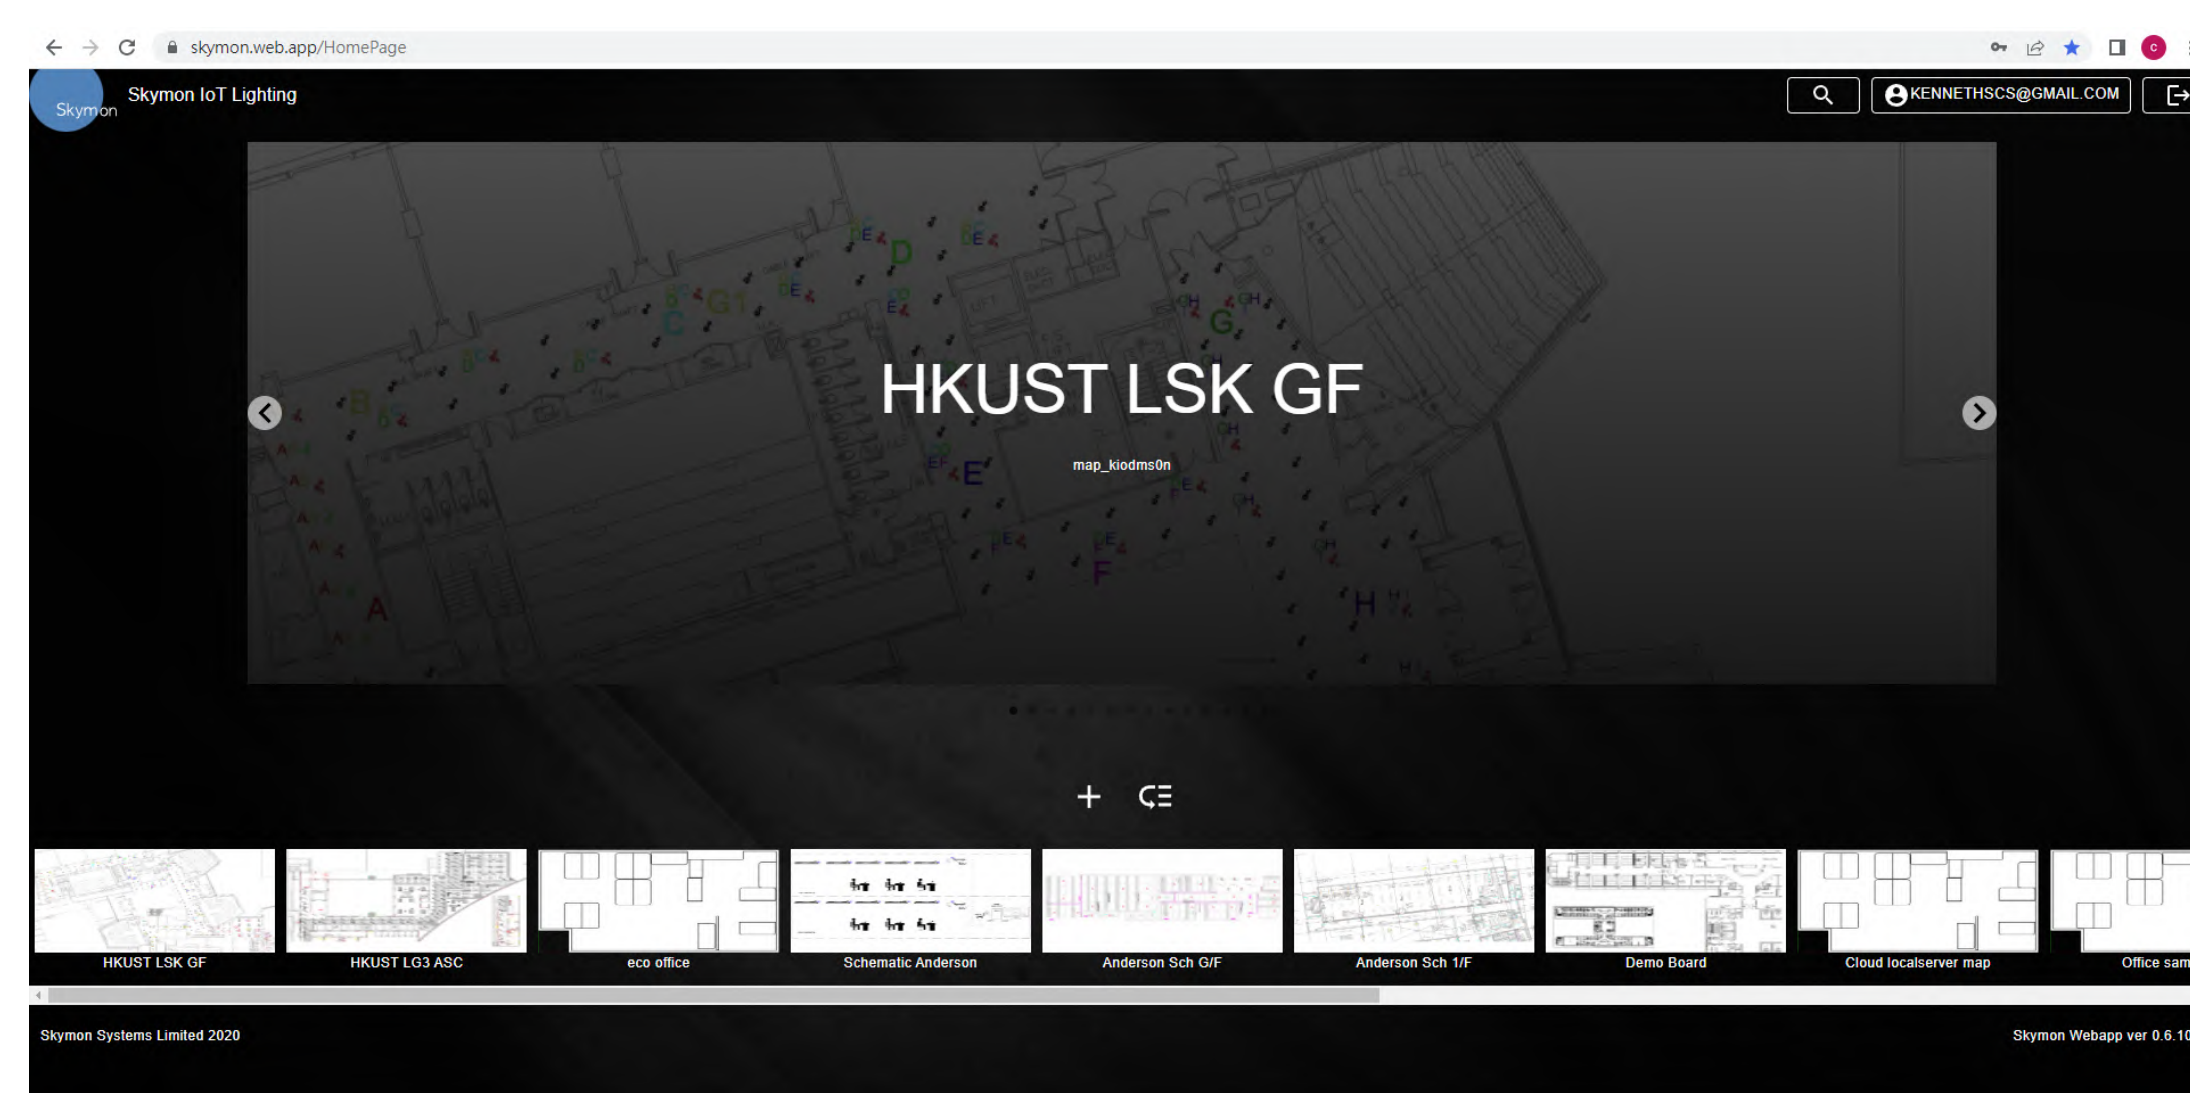 skymon.web.app/HomePage
C
Skymon
Skymon IoT Lighting
KENNETHSCS@GMAIL.COM
D
G1
C
G
B
LIFT
HKUST LSK GF
map_kiodms0n
E
F
A
H
HKUST LSK GF
HKUST LG3 ASC
eco office
Schematic Anderson
Anderson Sch G/F
Anderson Sch 1/F
Demo Board
Cloud localserver map
Office sam
Skymon Systems Limited 2020
Skymon Webapp ver 0.6.10